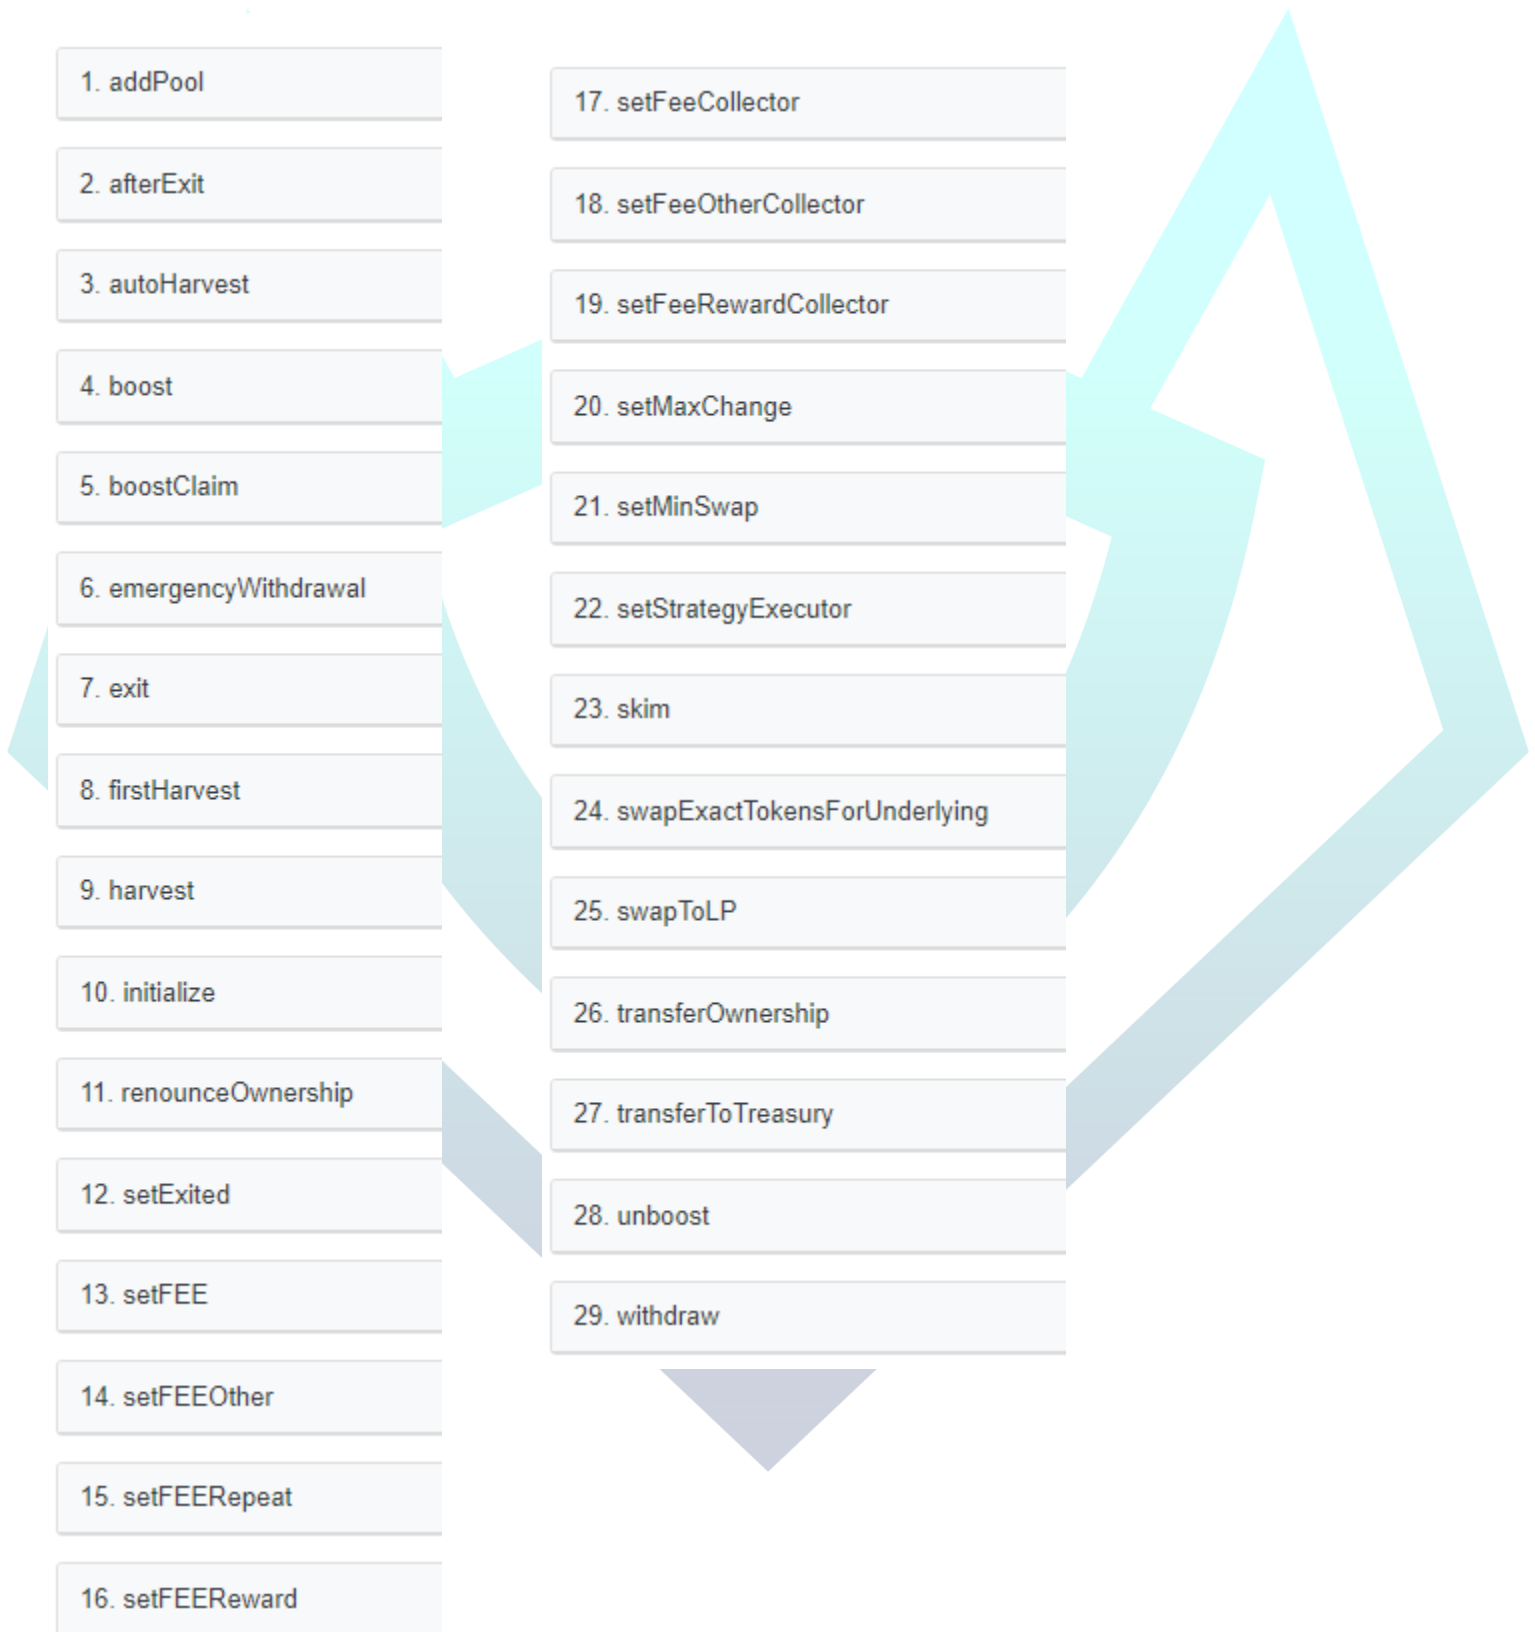 1. addPool
2. afterExit
3. autoHarvest
4. boost
5. boostClaim
6. emergencyWithdrawal
7. exit
8. firstHarvest
9. harvest
10. initialize
11. renounceOwnership
12. setExited
13. setFEE
14. setFEEOther
15. setFEERepeat
16. setFEEReward
17. setFeeCollector
18. setFeeOtherCollector
19. setFeeRewardCollector
20. setMaxChange
21. setMinSwap
22. setStrategyExecutor
23. skim
24. swapExactTokensForUnderlying
25. swapToLP
26. transferOwnership
27. transferToTreasury
28. unboost
29. withdraw